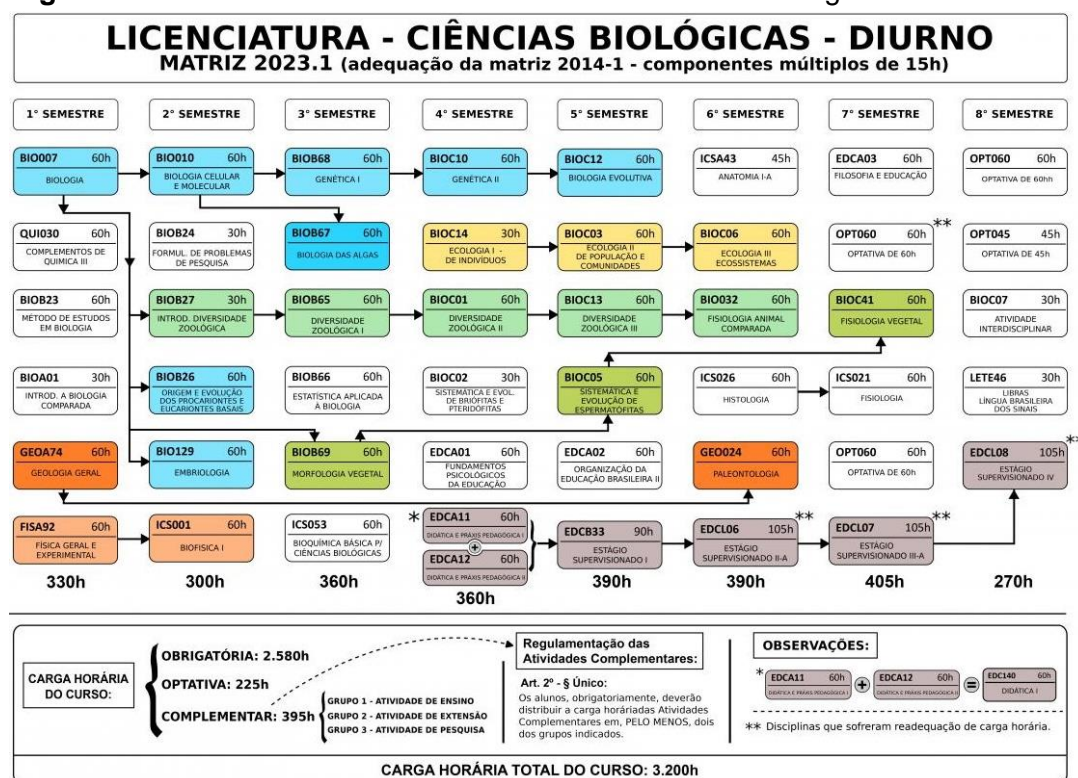 LICENCIATURA - CIÊNCIAS BIOLÓGICAS - DIURNO
MATRIZ 2023.1 (adequação da matriz 2014-1 - componentes múltiplos de 15h)
1° SEMESTRE
2° SEMESTRE
3° SEMESTRE
4° SEMESTRE
5° SEMESTRE
6° SEMESTRE
7° SEMESTRE
8° SEMESTRE
BIO007 60h
BIOLOGIA
BIO010 60h
BIOLOGIA CELULAR
E MOLECULAR
BIOB68 60h
GENÉTICA I
BIOC10 60h
GENÉTICA II
BIOC12 60h
BIOLOGIA EVOLUTIVA
ICSA43 45h
ANATOMIA I-A
EDCA03 60h
FILOSOFIA E EDUCAÇÃO
OPT060 60h
OPTATIVA DE 60hh
QUI030 60h
COMPLEMENTOS DE
QUIMICA III
BIOB24 30h
FORMUL. DE PROBLEMAS
DE PESQUISA
BIOB67 60h
BIOLOGIA DAS ALGAS
BIOC14 30h
ECOLOGIA I -
DE INDIVÍDUOS
BIOC03 60h
ECOLOGIA II
DE POPULAÇÃO E
COMUNIDADES
BIOC06 60h
ECOLOGIA III
ECOSSISTEMAS
OPT060 60h **
OPTATIVA DE 60h
OPT045 45h
OPTATIVA DE 45h
BIOB23 60h
MÉTODO DE ESTUDOS
EM BIOLOGIA
BIOB27 30h
INTROD. DIVERSIDADE
ZOOLÓGICA
BIOB65 60h
DIVERSIDADE
ZOOLÓGICA I
BIOC01 60h
DIVERSIDADE
ZOOLÓGICA II
BIOC13 60h
DIVERSIDADE
ZOOLÓGICA III
BIO032 60h
FISIOLOGIA ANIMAL
COMPARADA
BIOC41 60h
FISIOLOGIA VEGETAL
BIOC07 30h
ATIVIDADE
INTERDISCIPLINAR
BIOA01 30h
INTROD. A BIOLOGIA
COMPARADA
BIOB26 60h
ORIGEM E EVOLUÇÃO
DOS PROCARIONTES E
EUCARIONTES BASAIS
BIOB66 60h
ESTATÍSTICA APLICADA
À BIOLOGIA
BIOC02 30h
SISTEMÁTICA E EVOL.
DE BRIÓFITAS E
PTERIDÓFITAS
BIOC05 60h
SISTEMÁTICA E
EVOLUÇÃO DE
ESPERMATÓFITAS
ICS026 60h
HISTOLOGIA
ICS021 60h
FISIOLOGIA
LETE46 30h
LIBRAS
LÍNGUA BRASILEIRA
DOS SINAIS
GEOA74 60h
GEOLOGIA GERAL
BIO129 60h
EMBRIOLOGIA
BIOB69 60h
MORFOLOGIA VEGETAL
EDCA01 60h
FUNDAMENTOS
PSICOLÓGICOS
DA EDUCAÇÃO
EDCA02 60h
ORGANIZAÇÃO DA
EDUCAÇÃO BRASILEIRA II
GEO024 60h
PALEONTOLOGIA
OPT060 60h
OPTATIVA DE 60h
EDCL08 105h **
ESTÁGIO
SUPERVISIONADO IV
FISA92 60h
FÍSICA GERAL E
EXPERIMENTAL
ICS001 60h
BIOFISICA I
ICS053 60h
BIOQUÍMICA BÁSICA P/
CIÊNCIAS BIOLÓGICAS
* EDCA11 60h
DIDÁTICA E PRÁXIS PEDAGÓGICA I
+
EDCA12 60h
DIDÁTICA E PRÁXIS PEDAGÓGICA II
EDCB33 90h
ESTÁGIO
SUPERVISIONADO I
EDCL06 105h **
ESTÁGIO
SUPERVISIONADO II-A
EDCL07 105h **
ESTÁGIO
SUPERVISIONADO III-A
330h
300h
360h
360h
390h
390h
405h
270h
CARGA HORÁRIA
DO CURSO:
OBRIGATÓRIA: 2.580h
OPTATIVA: 225h
COMPLEMENTAR: 395h
GRUPO 1 - ATIVIDADE DE ENSINO
GRUPO 2 - ATIVIDADE DE EXTENSÃO
GRUPO 3 - ATIVIDADE DE PESQUISA
Regulamentação das
Atividades Complementares:
Art. 2º - § Único:
Os alunos, obrigatoriamente, deverão
distribuir a carga horáriadas Atividades
Complementares em, PELO MENOS, dois
dos grupos indicados.
OBSERVAÇÕES:
* EDCA11 60h
DIDÁTICA E PRÁXIS PEDAGÓGICA I
+
EDCA12 60h
DIDÁTICA E PRÁXIS PEDAGÓGICA II
=
EDC140 60h
DIDÁTICA I
** Disciplinas que sofreram readequação de carga horária.
CARGA HORÁRIA TOTAL DO CURSO: 3.200h